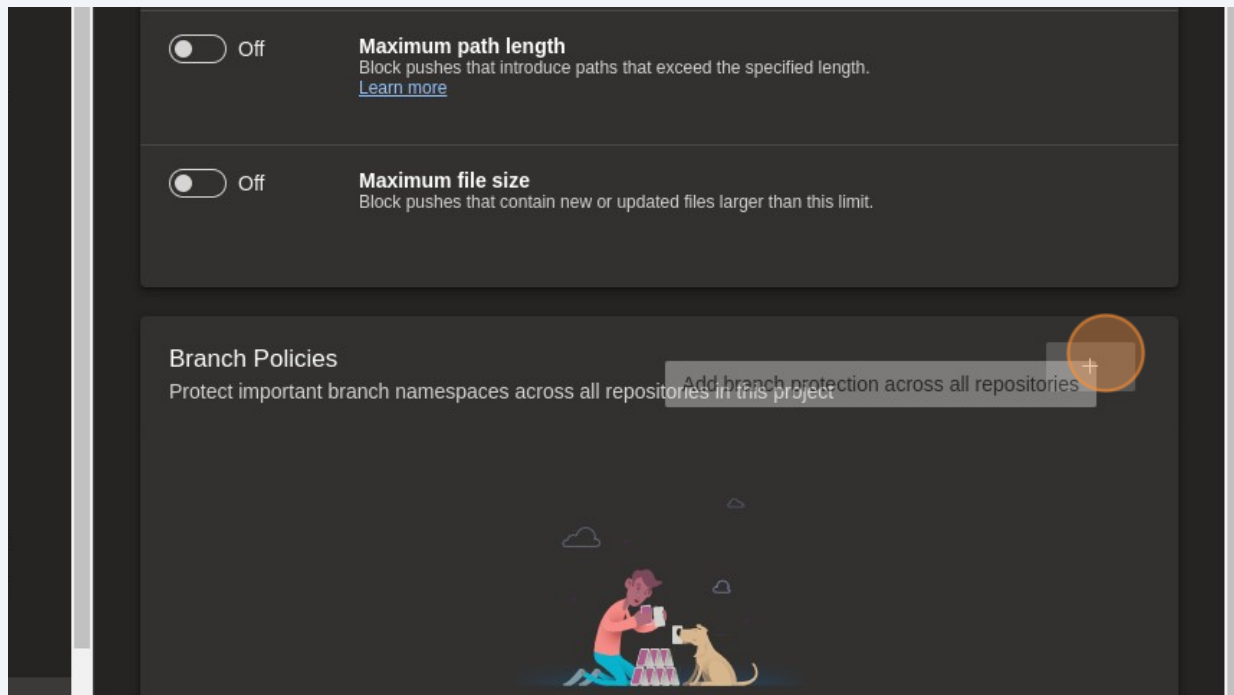 Off
Maximum path length
Block pushes that introduce paths that exceed the specified length.
Learn more
Off
Maximum file size
Block pushes that contain new or updated files larger than this limit.
Branch Policies
+
Protect important branch namespaces across all repositories in this project
Add branch protection across all repositories